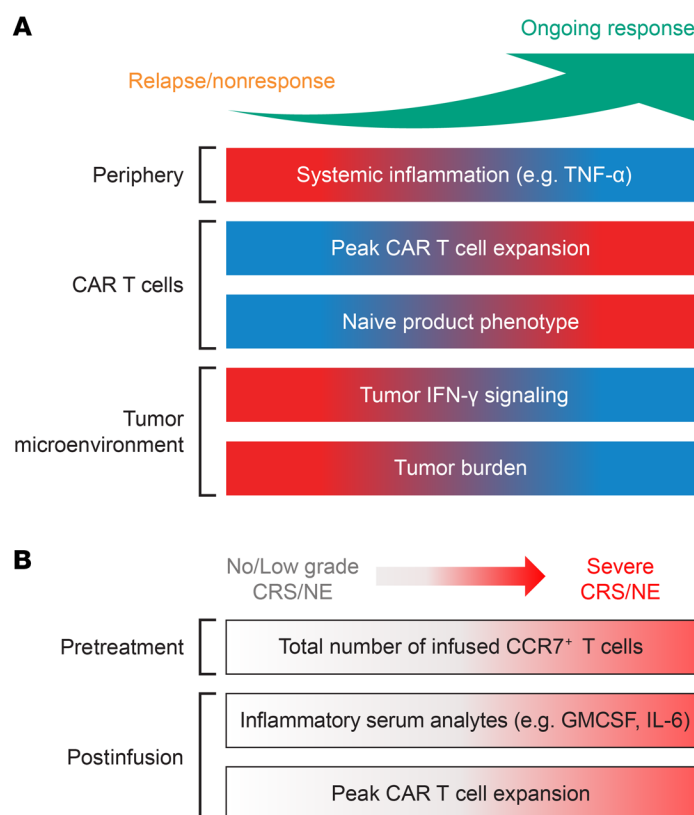 A
Ongoing response
Relapse/nonresponse
Periphery
Systemic inflammation (e.g. TNF-α)
CAR T cells
Peak CAR T cell expansion
Naive product phenotype
Tumor
microenvironment
Tumor IFN-γ signaling
Tumor burden
B
No/Low grade
CRS/NE
Severe
CRS/NE
Pretreatment
Total number of infused CCR7⁺ T cells
Postinfusion
Inflammatory serum analytes (e.g. GMCSF, IL-6)
Peak CAR T cell expansion